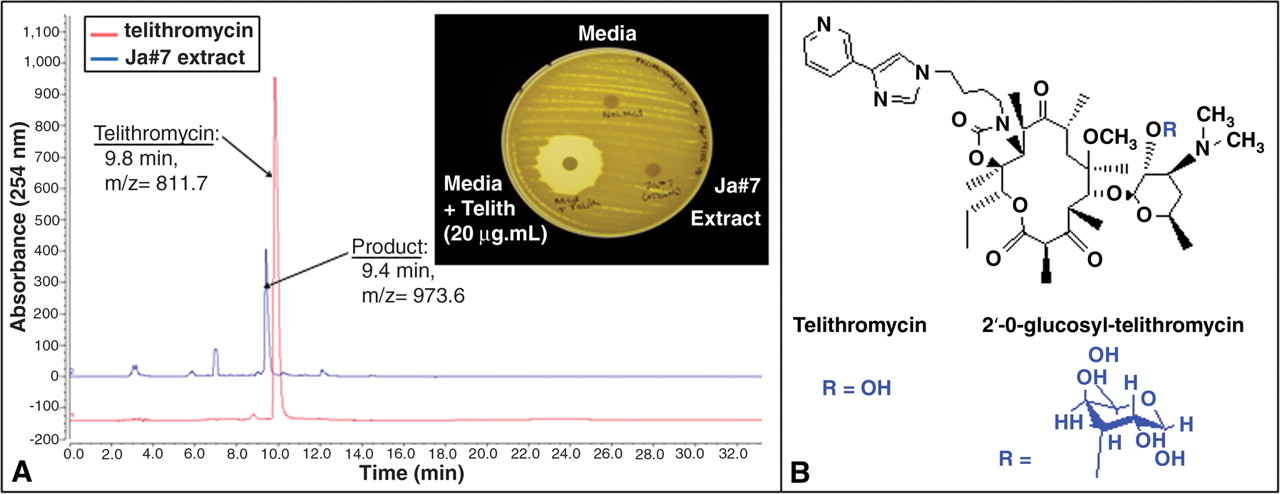 telithromycin
Ja#7 extract
1,100
1,000
900
800
700
600
500
400
300
200
100
0
-100
-200
Absorbance (254 nm)
0.0 2.0 4.0 6.0 8.0 10.0 12.0 14.0 16.0 18.0 20.0 22.0 24.0 26.0 28.0 30.0 32.0
Time (min)
Telithromycin:
9.8 min,
m/z= 811.7
Product:
9.4 min,
m/z= 973.6
Media
Media
+ Telith
(20 μg.mL)
Ja#7
Extract
A
N
N
N
O
N
O
O
OCH3
OR
N
CH3
CH3
O
O
O
O
O
Telithromycin
2‘-0-glucosyl-telithromycin
R = OH
R =
OH
OH
H
O
HH
H
H
OH
OH
B